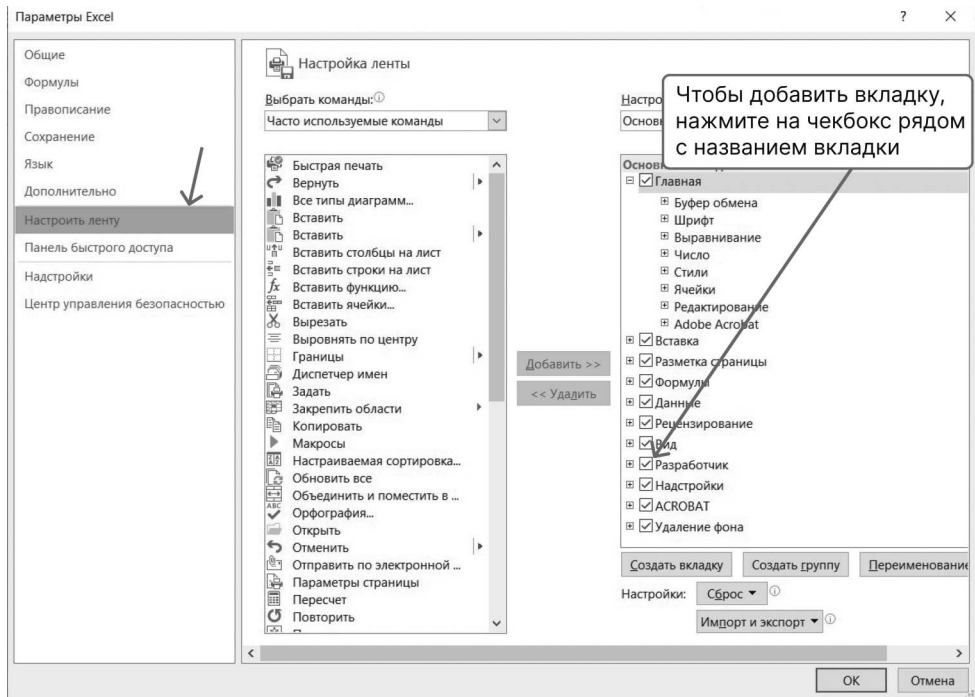 Параметры Excel
?
Общие
Формулы
Правописание
Сохранение
Язык
Дополнительно
Настроить ленту
Панель быстрого доступа
Надстройки
Центр управления безопасностью
Настройка ленты
Выбрать команды:
Часто используемые команды
Быстрая печать
Вернуть
Все типы диаграмм...
Вставить
Вставить
Вставить столбцы на лист
Вставить строки на лист
Вставить функцию...
Вставить ячейки...
Вырезать
Выровнять по центру
Границы
Диспетчер имен
Задать
Закрепить области
Копировать
Макросы
Настраиваемая сортировка...
Обновить все
Объединить и поместить в ...
Орфография...
Открыть
Отменить
Отправить по электронной ...
Параметры страницы
Пересчет
Повторить
Добавить >>
<< Удалить
Чтобы добавить вкладку,
нажмите на чекбокс рядом
с названием вкладки
Главная
Буфер обмена
Шрифт
Выравнивание
Число
Стили
Ячейки
Редактирование
Adobe Acrobat
Вставка
Разметка страницы
Формулы
Данные
Рецензирование
Вид
Разработчик
Надстройки
ACROBAT
Удаление фона
Создать вкладку
Создать группу
Переименование
Настройки:
Сброс
Импорт и экспорт
ОК
Отмена